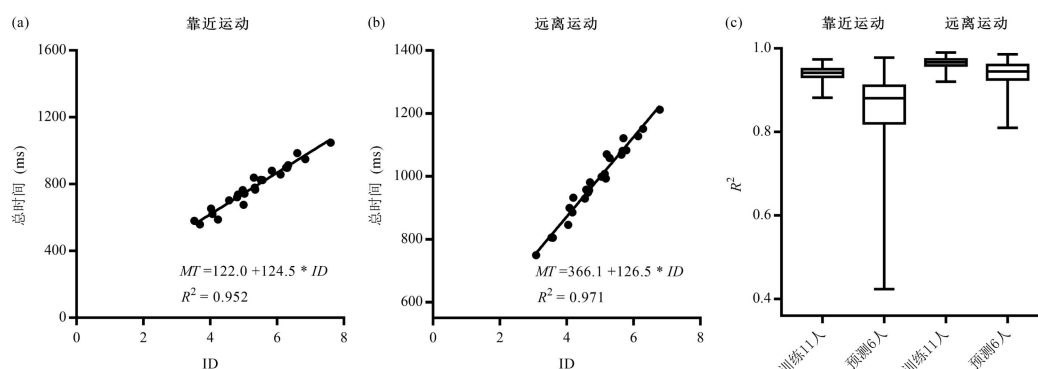 (a)
靠近运动
总时间 (ms)
1600
1200
800
400
0
MT =122.0 +124.5 * ID
R² = 0.952
0 2 4 6 8
ID
(b)
远离运动
总时间 (ms)
1400
1200
1000
800
600
MT =366.1 +126.5 * ID
R² = 0.971
0 2 4 6 8
ID
(c)
靠近运动 远离运动
R²
1.0
0.8
0.6
0.4
训练11人 预测6人 训练11人 预测6人